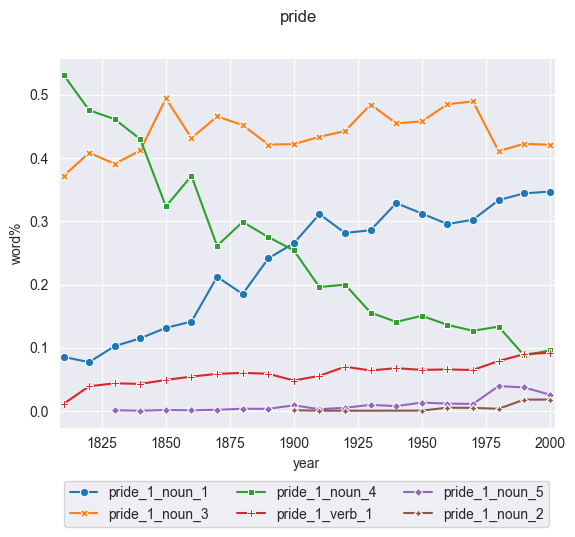 pride
0.5
0.4
0.3
0.2
0.1
0.0
word%
1825 1850 1875 1900 1925 1950 1975 2000
year
pride_1_noun_1 pride_1_noun_4 pride_1_noun_5
pride_1_noun_3 pride_1_verb_1 pride_1_noun_2